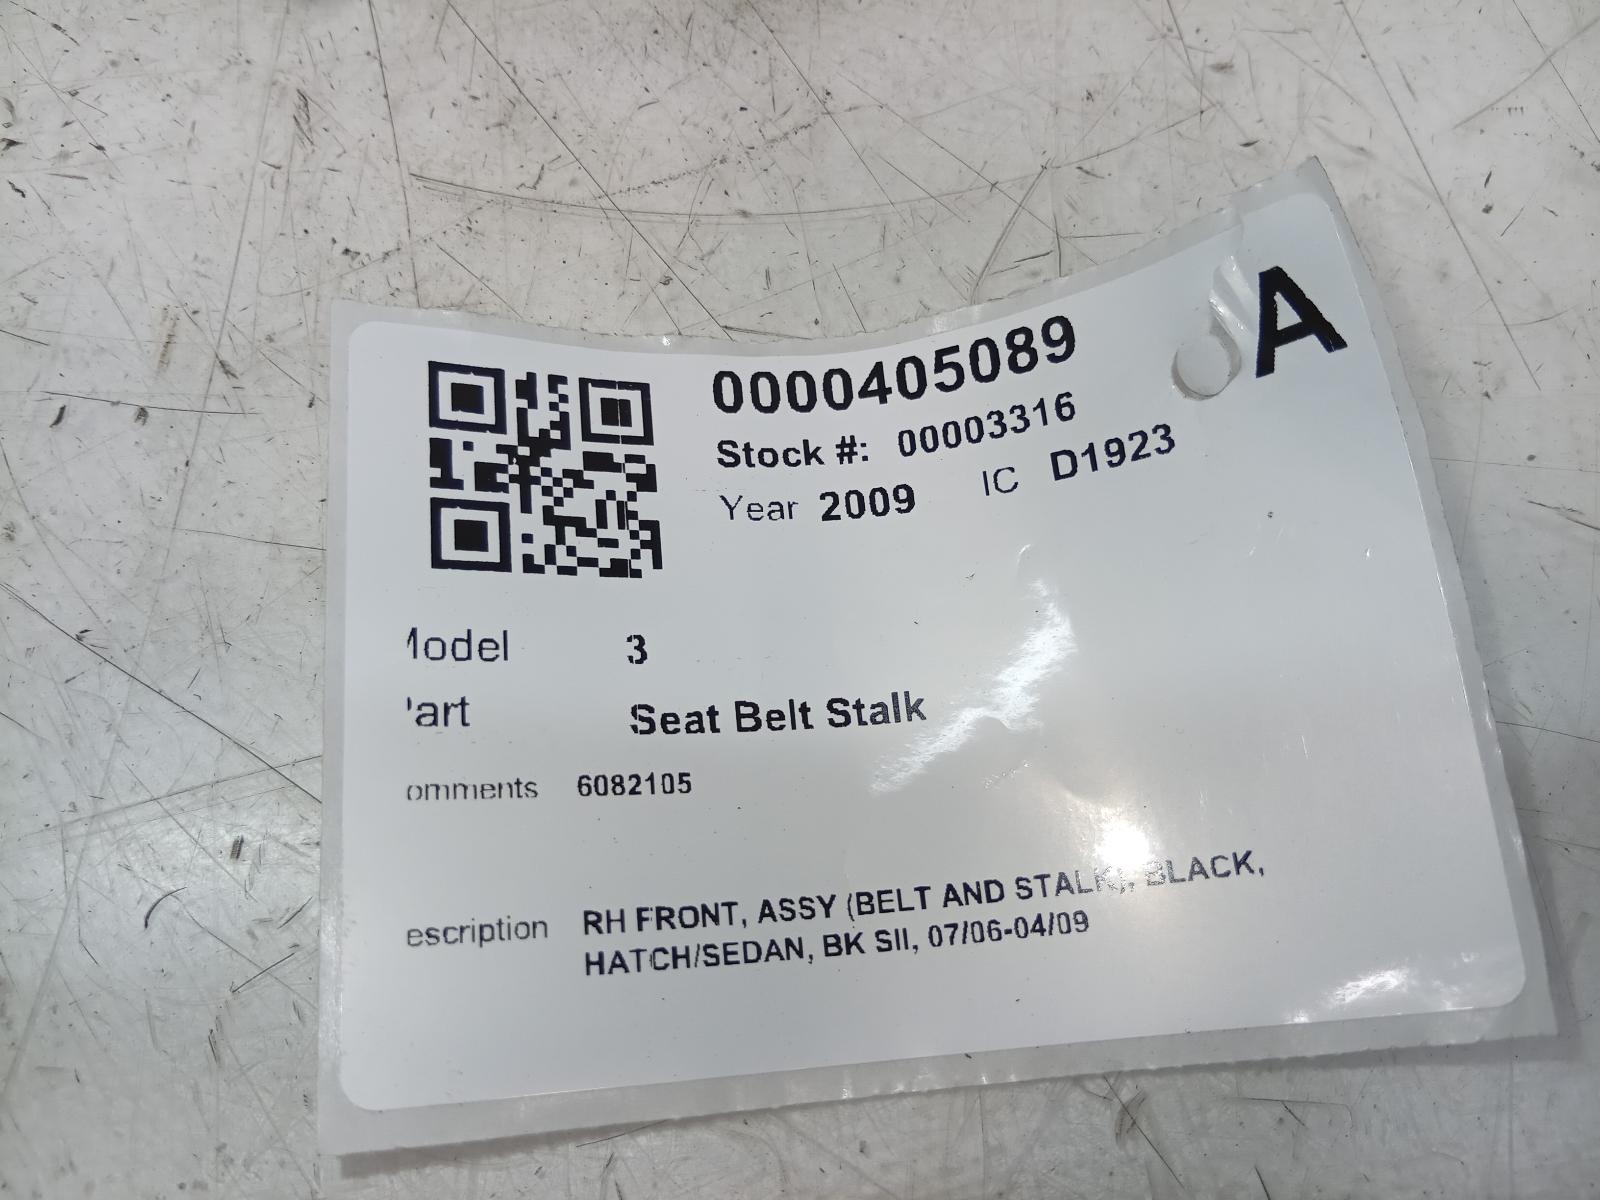 A
0000405089
Stock #: 00003316
Year 2009 IC D1923
Model 3
Part Seat Belt Stalk
omments 6082105
escription RH FRONT, ASSY (BELT AND STALK), BLACK,
HATCH/SEDAN, BK SII, 07/06-04/09